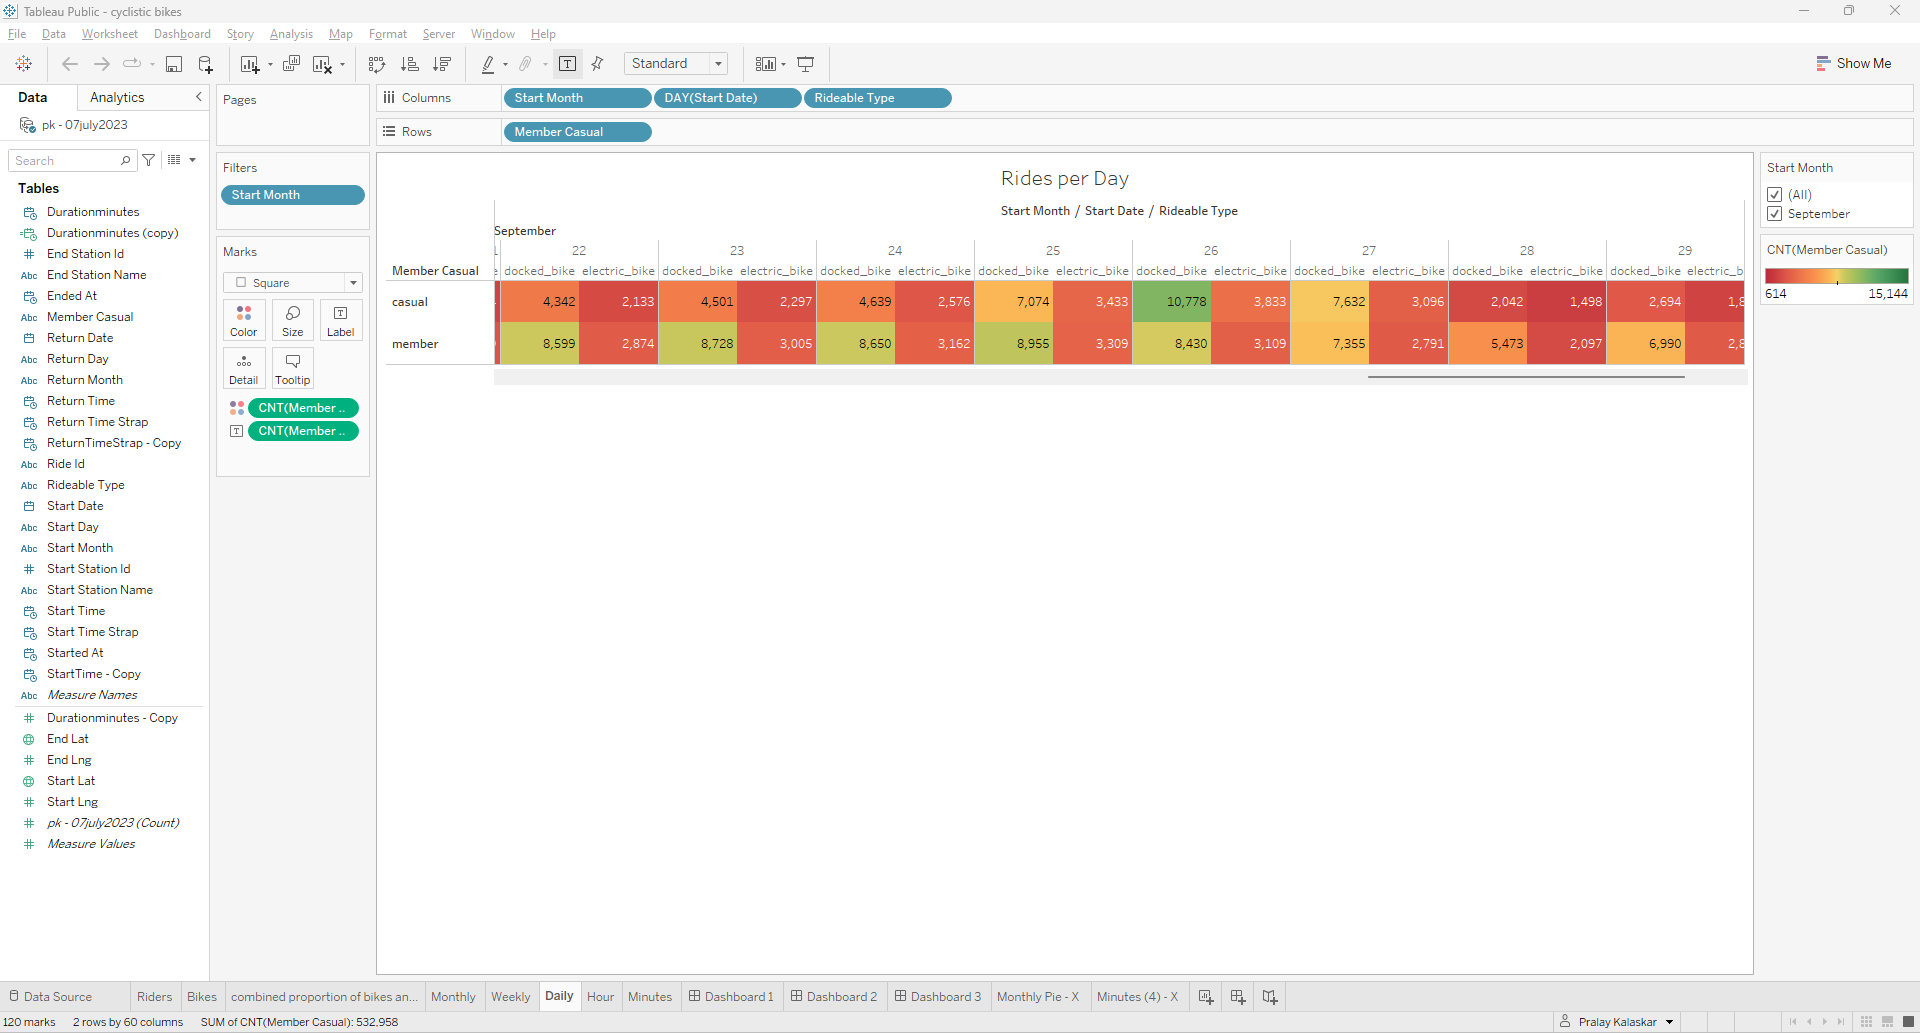 Tableau Public - cyclistic bikes
File Data Worksheet Dashboard Story Analysis Map Format Server Window Help
Standard
Show Me
Data Analytics
pk - 07july2023
Search
Tables
Durationminutes
Durationminutes (copy)
# End Station Id
Abc End Station Name
Ended At
Abc Member Casual
Return Date
Abc Return Day
Abc Return Month
Return Time
Return Time Strap
ReturnTimeStrap - Copy
Abc Ride Id
Abc Rideable Type
Start Date
Abc Start Day
Abc Start Month
# Start Station Id
Abc Start Station Name
Start Time
Start Time Strap
Started At
StartTime - Copy
Abc Measure Names
# Durationminutes - Copy
End Lat
# End Lng
Start Lat
# Start Lng
# pk - 07july2023 (Count)
# Measure Values
Pages
Filters
Start Month
Marks
Square
Color Size Label
Detail Tooltip
CNT(Member ..
CNT(Member ..
Columns Start Month DAY(Start Date) Rideable Type
Rows Member Casual
Rides per Day
Start Month / Start Date / Rideable Type
September
22 23 24 25 26 27 28 29
Member Casual docked_bike electric_bike docked_bike electric_bike docked_bike electric_bike docked_bike electric_bike docked_bike electric_bike docked_bike electric_bike docked_bike electric_bike docked_bike electric_b
casual 4,342 2,133 4,501 2,297 4,639 2,576 7,074 3,433 10,778 3,833 7,632 3,096 2,042 1,498 2,694 1,8
member 8,599 2,874 8,728 3,005 8,650 3,162 8,955 3,309 8,430 3,109 7,355 2,791 5,473 2,097 6,990 2,8
Start Month
(All)
September
CNT(Member Casual)
614 15,144
Data Source Riders Bikes combined proportion of bikes an... Monthly Weekly Daily Hour Minutes Dashboard 1 Dashboard 2 Dashboard 3 Monthly Pie - X Minutes (4) - X
120 marks 2 rows by 60 columns SUM of CNT(Member Casual): 532,958
Pralay Kalaskar